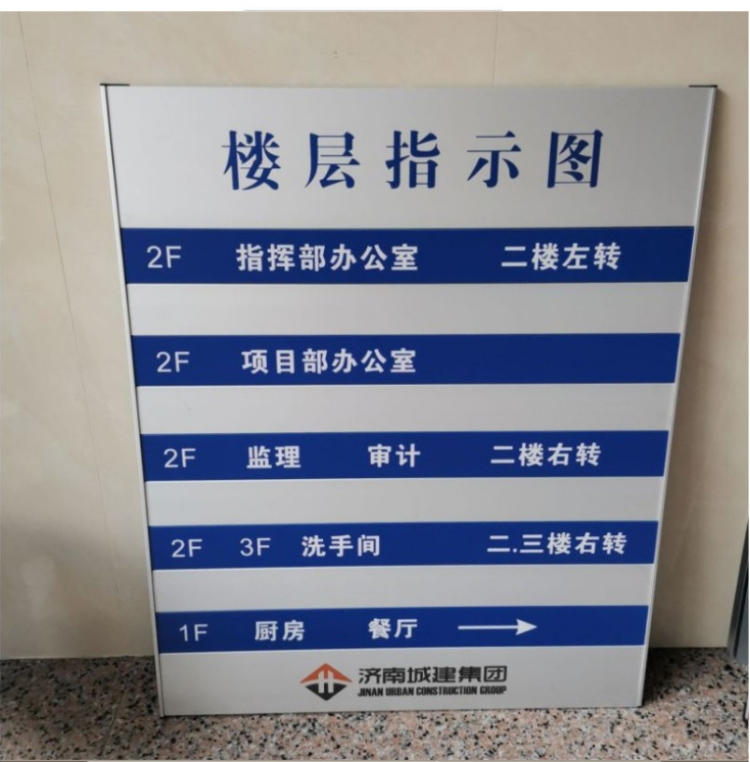 楼层指示图
2F 指挥部办公室 二楼左转
2F 项目部办公室
2F 监理 审计 二楼右转
2F 3F 洗手间 二.三楼右转
1F 厨房 餐厅 →
济南城建集团
JINAN URBAN CONSTRUCTION GROUP